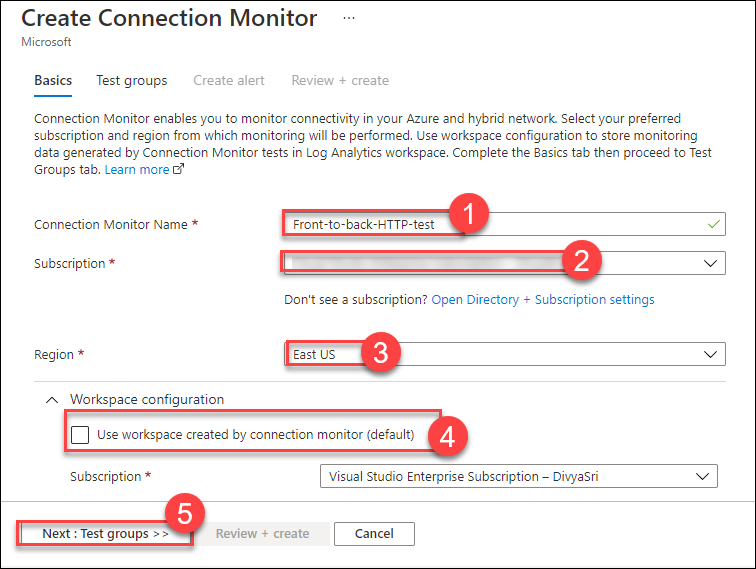 Create Connection Monitor ...
Microsoft
Basics Test groups Create alert Review + create
Connection Monitor enables you to monitor connectivity in your Azure and hybrid network. Select your preferred
subscription and region from which monitoring will be performed. Use workspace configuration to store monitoring
data generated by Connection Monitor tests in Log Analytics workspace. Complete the Basics tab then proceed to Test
Groups tab. Learn more
1
Connection Monitor Name * Front-to-back-HTTP-test
Subscription * 2
Don't see a subscription? Open Directory + Subscription settings
Region * East US 3
Workspace configuration
Use workspace created by connection monitor (default) 4
Subscription * Visual Studio Enterprise Subscription – DivyaSri
5
Next : Test groups >> Review + create Cancel